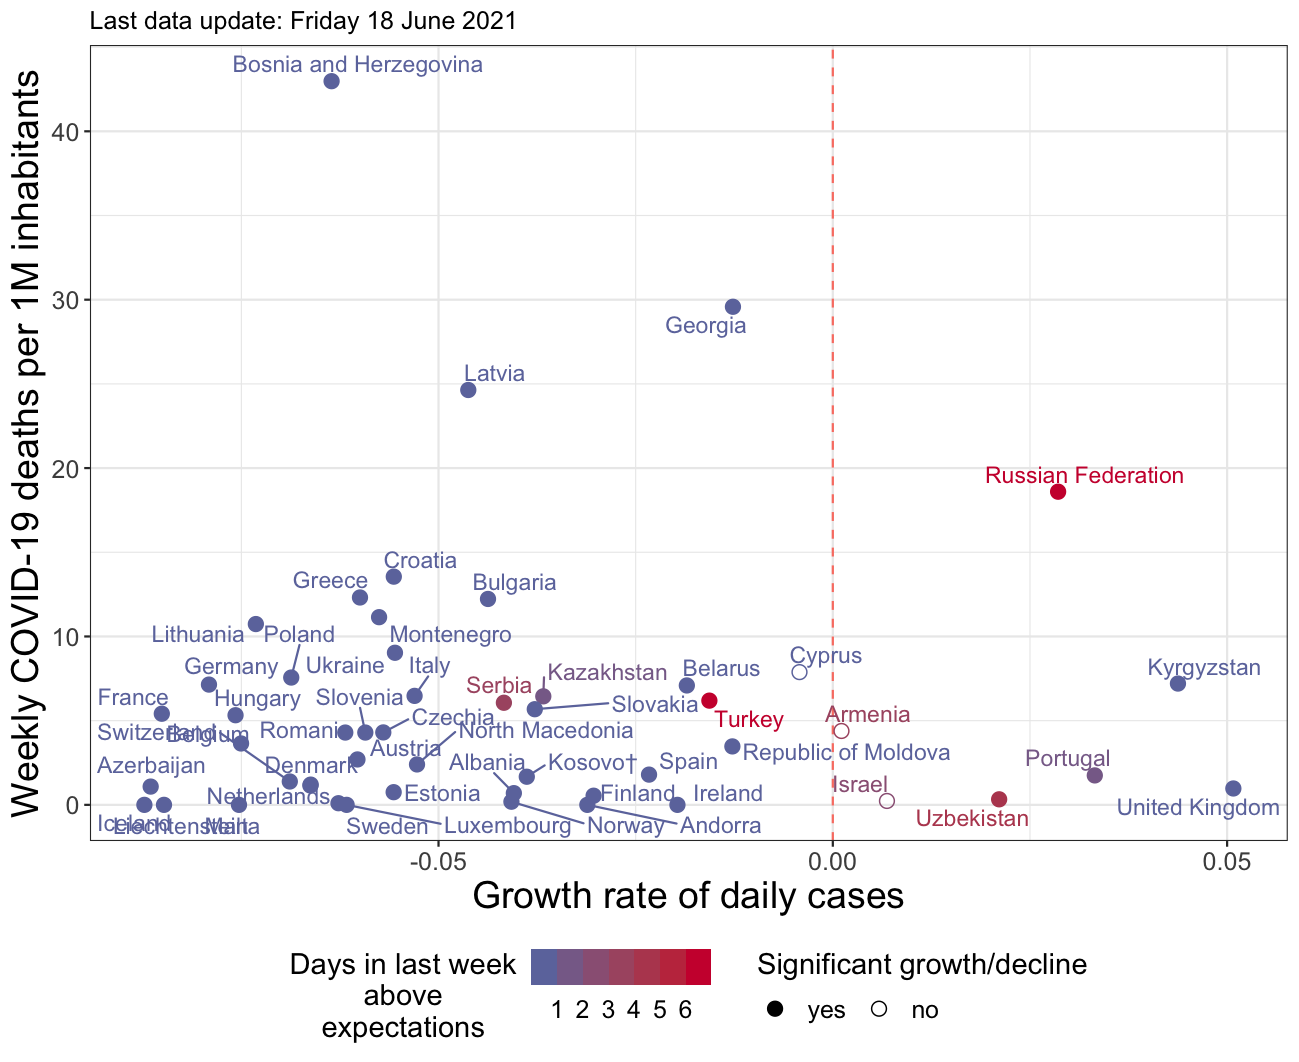 Last data update: Friday 18 June 2021
Weekly COVID-19 deaths per 1M inhabitants
40
30
20
10
0
Bosnia and Herzegovina
Georgia
Latvia
Russian Federation
Croatia
Greece
Bulgaria
Lithuania
Poland
Montenegro
Germany
Ukraine
Italy
Cyprus
Kazakhstan
Belarus
Kyrgyzstan
France
Hungary
Slovenia
Serbia
Slovakia
Turkey
Armenia
Switzerland
Belgium
Romania
Czechia
North Macedonia
Austria
Republic of Moldova
Azerbaijan
Denmark
Albania
Kosovo†
Spain
Portugal
Netherlands
Estonia
Finland
Ireland
Israel
Uzbekistan
United Kingdom
Iceland
Liechtenstein
Malta
Sweden
Luxembourg
Norway
Andorra
-0.05
0.00
0.05
Growth rate of daily cases
Days in last week
above
expectations
1 2 3 4 5 6
Significant growth/decline
yes
no